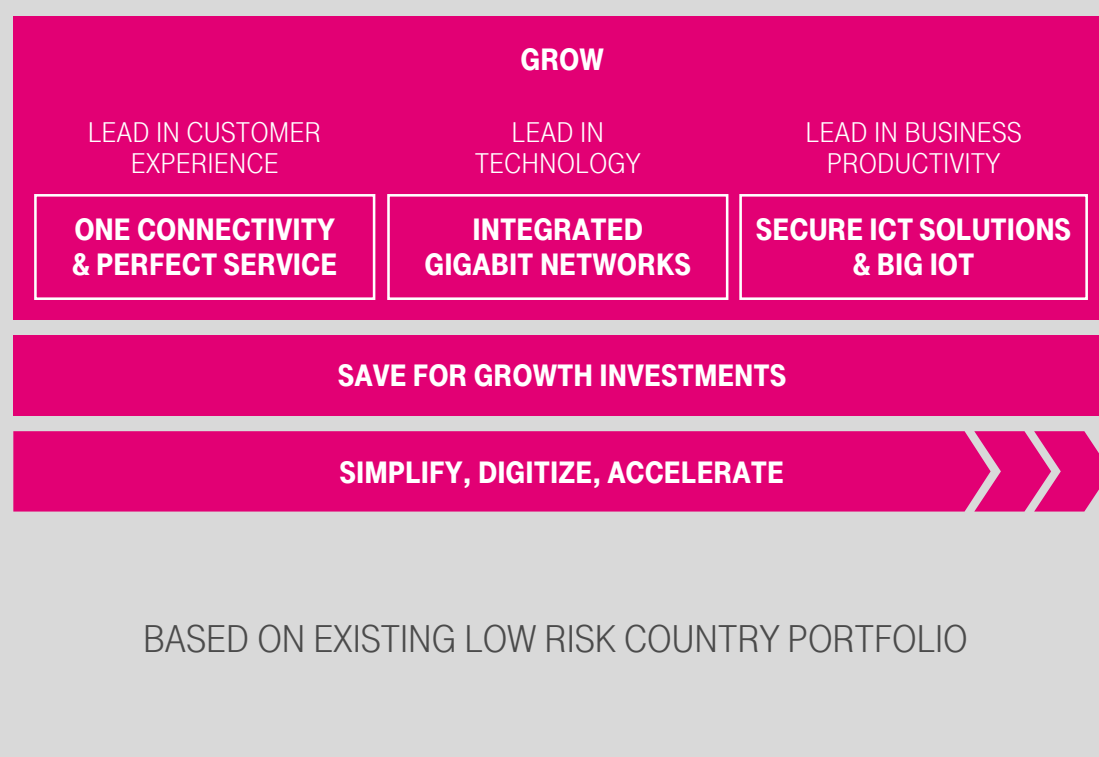 GROW
LEAD IN CUSTOMER
EXPERIENCE
LEAD IN
TECHNOLOGY
LEAD IN BUSINESS
PRODUCTIVITY
ONE CONNECTIVITY
& PERFECT SERVICE
INTEGRATED
GIGABIT NETWORKS
SECURE ICT SOLUTIONS
& BIG IOT
SAVE FOR GROWTH INVESTMENTS
SIMPLIFY, DIGITIZE, ACCELERATE
BASED ON EXISTING LOW RISK COUNTRY PORTFOLIO